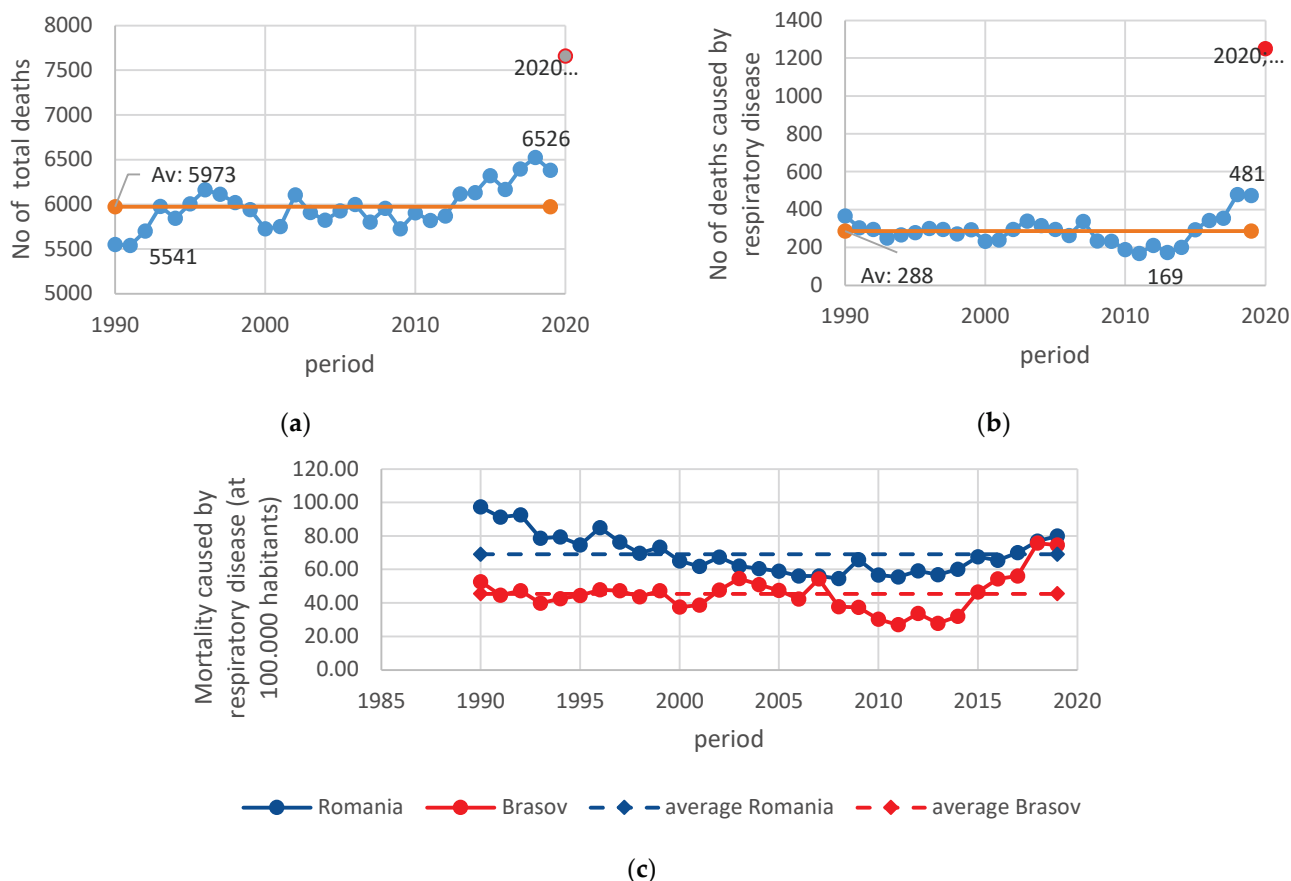 No of total deaths
8000
7500
7000
6500
6000
5500
5000
2020...
6526
Av: 5973
5541
1990
2000
2010
2020
period
(a)
No of deaths caused by
respiratory disease
1400
1200
1000
800
600
400
200
0
2020;...
481
Av: 288
169
1990
2000
2010
2020
period
(b)
Mortality caused by
respiratory disease (at
100.000 habitants)
120.00
100.00
80.00
60.00
40.00
20.00
0.00
1985
1990
1995
2000
2005
2010
2015
2020
period
Romania
Brasov
average Romania
average Brasov
(c)